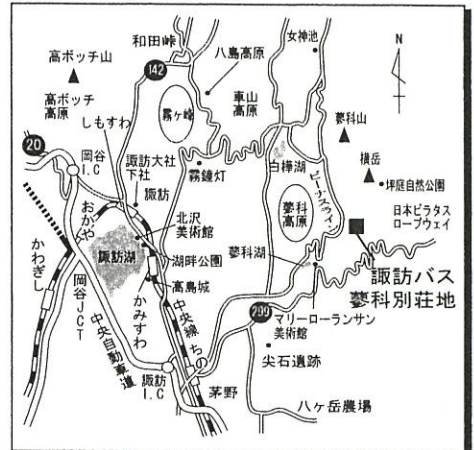 和田峠
女神池
N
高ボッチ山
八島高原
142
高ボッチ
高原
霧ヶ峰
車山
高原
蓼科山
しもすわ
20
岡谷
I.C
諏訪大社
下社
諏訪
霧鐘灯
白樺湖
横岳
坪庭自然公園
ビーナスライン
蓼科
高原
日本ピラタス
ロープウェイ
おかや
北沢
美術館
諏訪湖
湖畔公園
かわぎし
岡谷JCT
高島城
かみすわ
蓼科湖
諏訪バス
蓼科別荘地
中央自動車道
中央線
ちの
299
マリーローランサン
美術館
諏訪
I.C
茅野
尖石遺跡
八ヶ岳農場